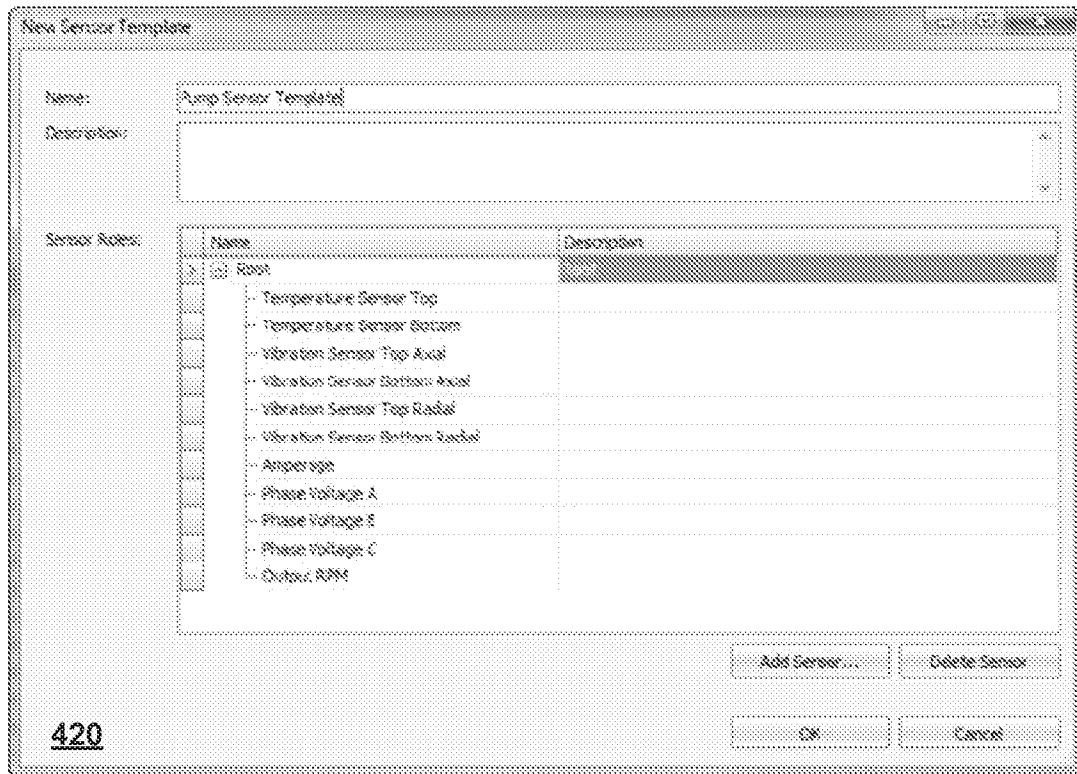 New Sensor Template
Name: Pump Sensor Template
Description:
Sensor Roles: Name Description
Root
Temperature Sensor Top
Temperature Sensor Bottom
Vibration Sensor Top Axial
Vibration Sensor Bottom Axial
Vibration Sensor Top Radial
Vibration Sensor Bottom Radial
Amperage
Phase Voltage A
Phase Voltage B
Phase Voltage C
Output RPM
Add Sensor... Delete Sensor
420 OK Cancel